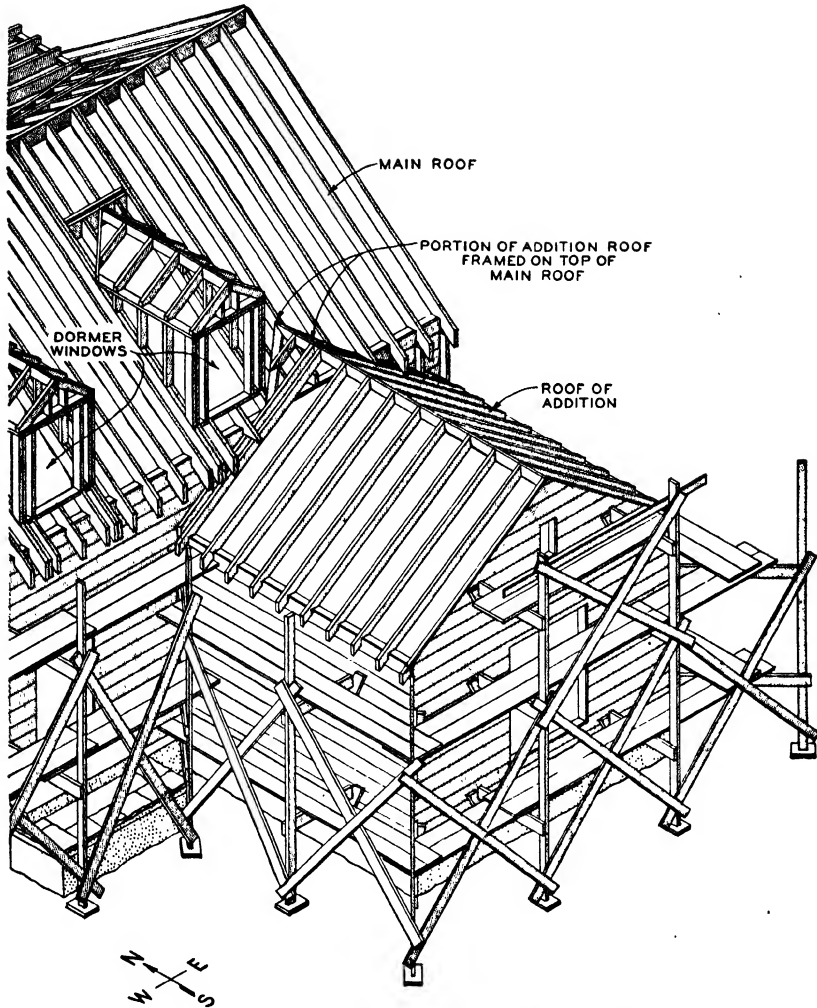 MAIN ROOF
PORTION OF ADDITION ROOF
FRAMED ON TOP OF
MAIN ROOF
DORMER
WINDOWS
ROOF OF
ADDITION
N E
W S